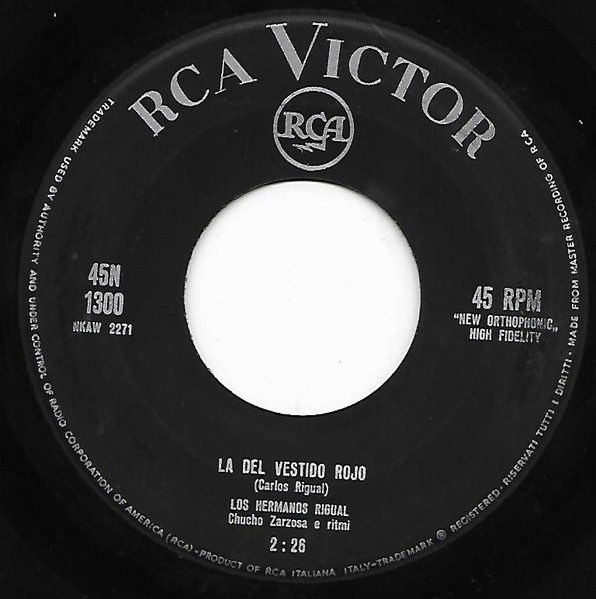 RCA VICTOR
RCA
45N
1300
NKAW 2271
45 RPM
"NEW ORTHOPHONIC,,
HIGH FIDELITY
LA DEL VESTIDO ROJO
(Carlos Rigual)
LOS HERMANOS RIGUAL
Chucho Zarzosa e ritmi
2:26
TRADEMARK USED BY AUTHORITY AND UNDER CONTROL OF RADIO CORPORATION OF AMERICA (RCA)-PRODUCT OF RCA ITALIANA, ITALY-TRADEMARK ® REGISTERED. RISERVATI TUTTI I DIRITTI - MADE FROM MASTER RECORDING OF RCA